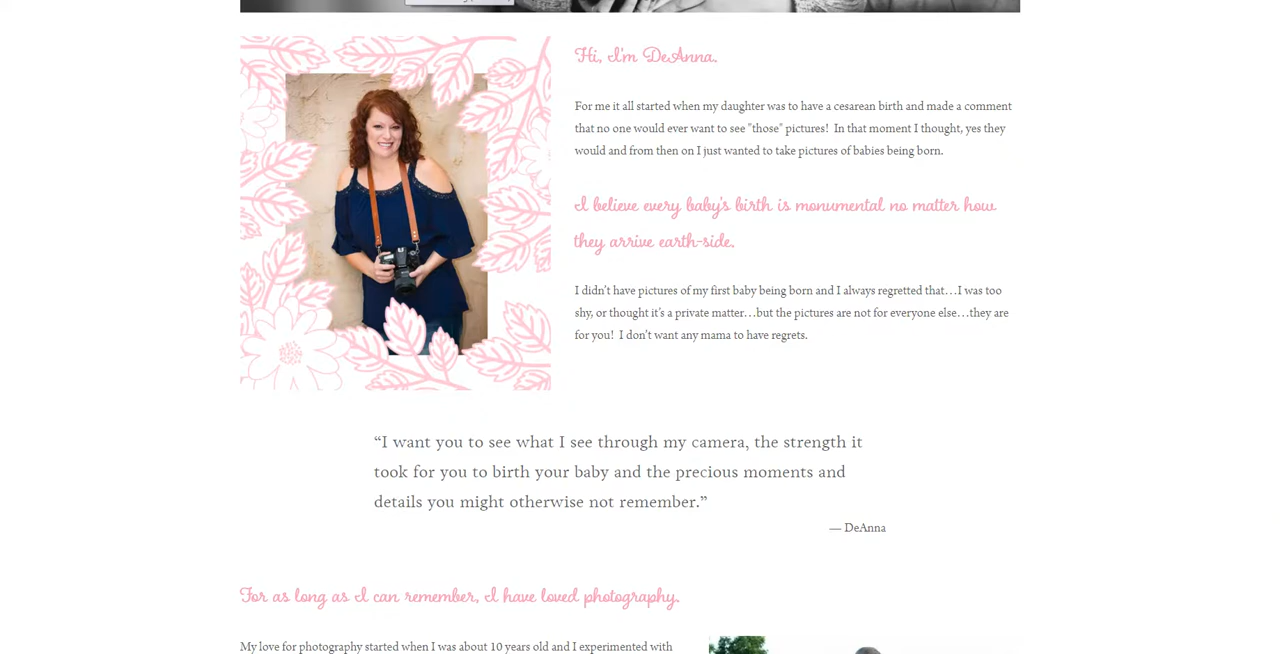 Hi, I'm DeAnna.
For me it all started when my daughter was to have a cesarean birth and made a comment
that no one would ever want to see "those" pictures!  In that moment I thought, yes they
would and from then on I just wanted to take pictures of babies being born.
I believe every baby's birth is monumental no matter how
they arrive earth-side.
I didn’t have pictures of my first baby being born and I always regretted that…I was too
shy, or thought it’s a private matter…but the pictures are not for everyone else…they are
for you!  I don’t want any mama to have regrets.
“I want you to see what I see through my camera, the strength it
took for you to birth your baby and the precious moments and
details you might otherwise not remember.”
— DeAnna
For as long as I can remember, I have loved photography.
My love for photography started when I was about 10 years old and I experimented with